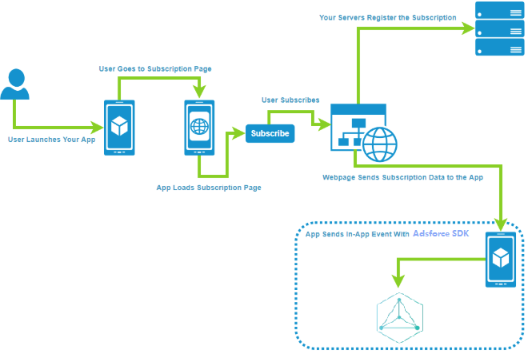 Your Servers Register the Subscription
User Goes to Subscription Page
User Subscribes
Subscribe
User Launches Your App
App Loads Subscription Page
Webpage Sends Subscription Data to the App
App Sends In-App Event With Adsforce SDK